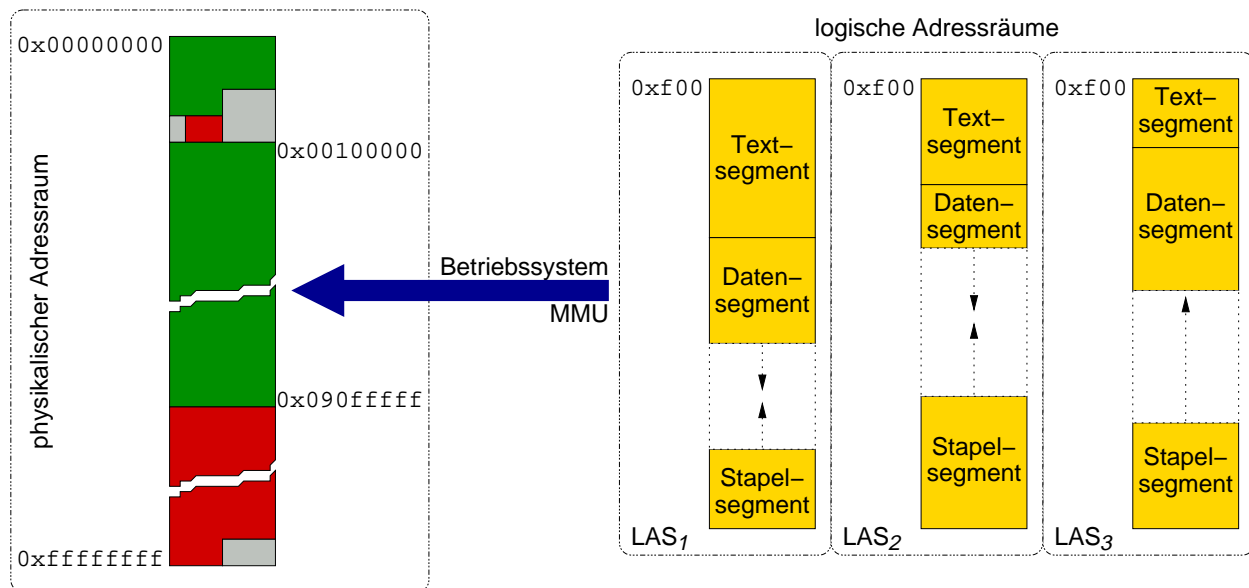 physikalischer Adressraum
0x00000000
0x00100000
0x090fffff
0xffffffff
Betriebssystem
MMU
logische Adressräume
0xf00
Text–
segment
Daten–
segment
Stapel–
segment
LAS1
0xf00
Text–
segment
Daten–
segment
Stapel–
segment
LAS2
0xf00
Text–
segment
Daten–
segment
Stapel–
segment
LAS3